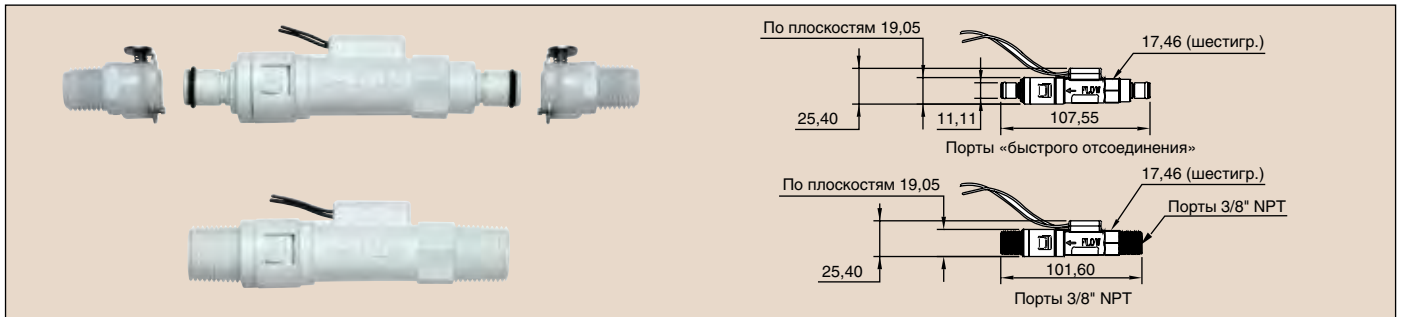 По плоскостям 19,05
17,46 (шестигр.)
FLOW
25,40
11,11
107,55
Порты «быстрого отсоединения»
17,46 (шестигр.)
По плоскостям 19,05
Порты 3/8" NPT
FLOW
25,40
101,60
Порты 3/8" NPT